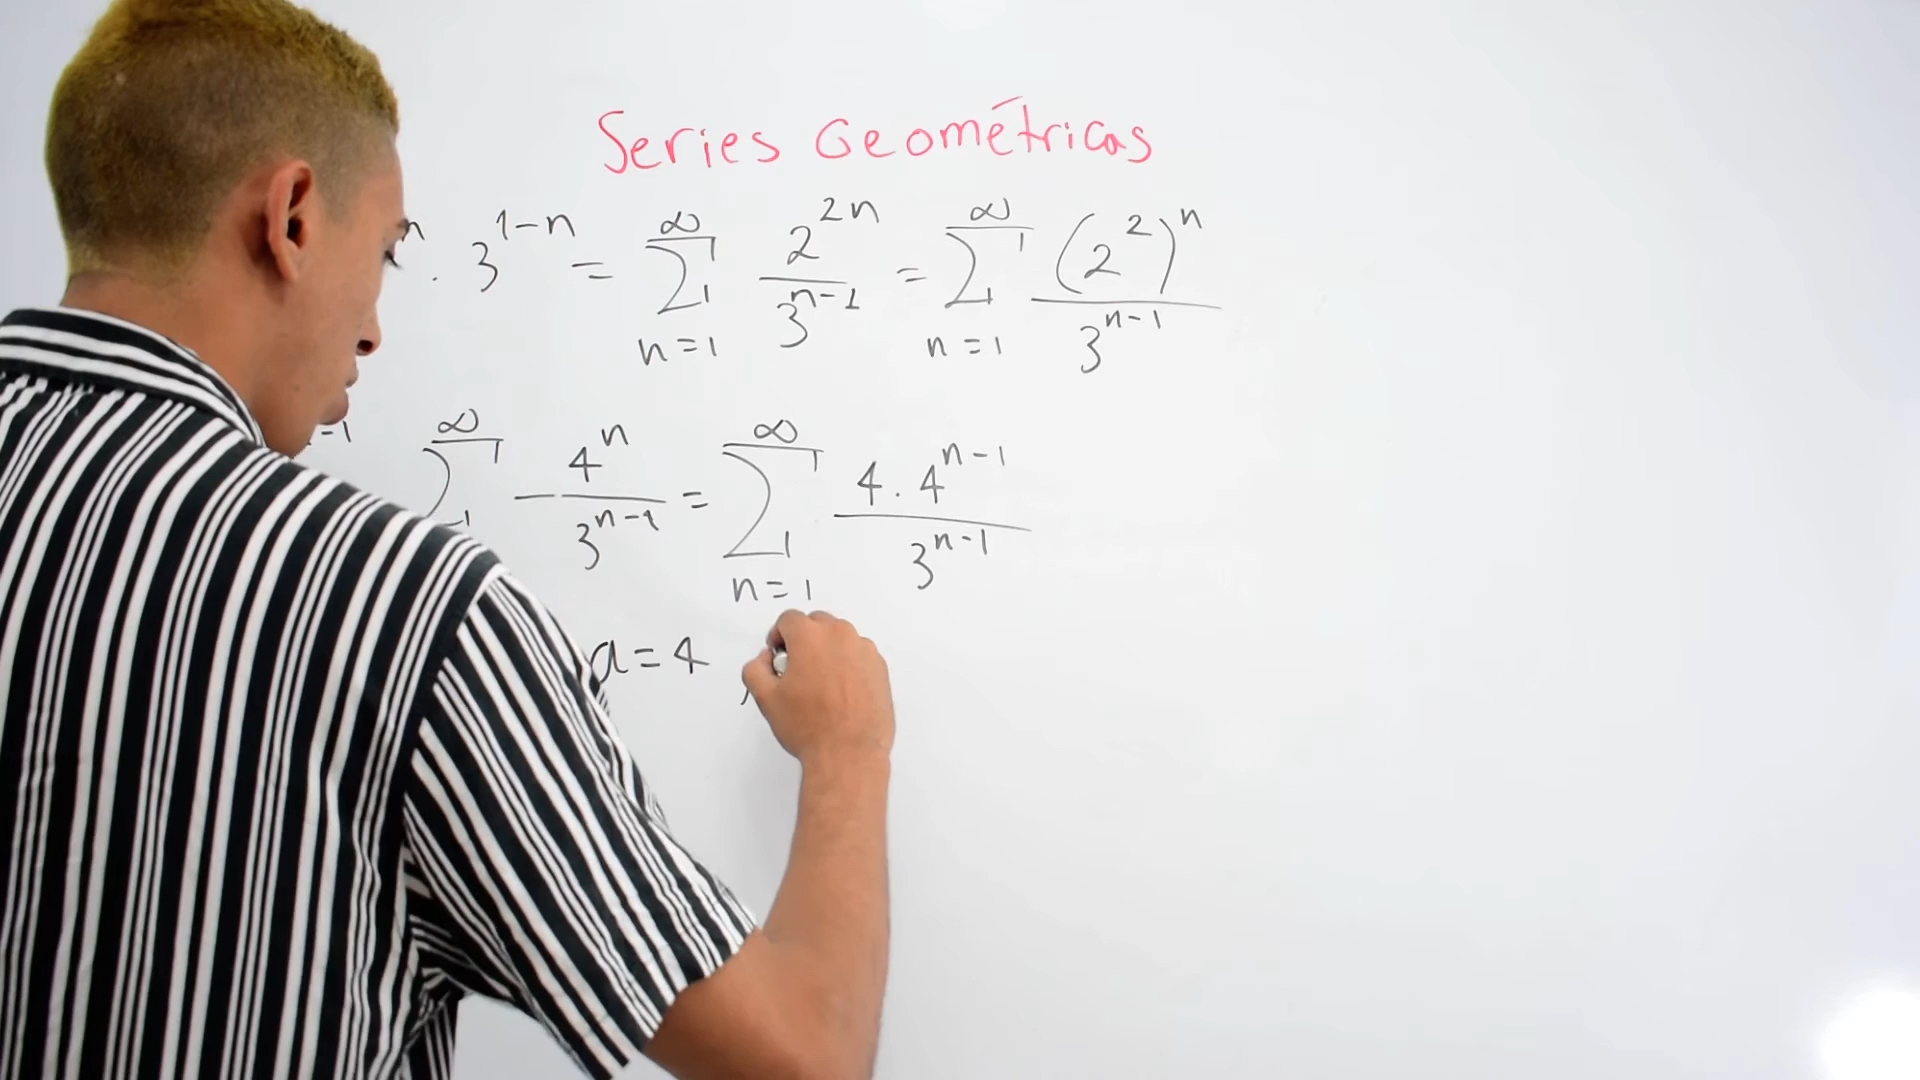 Series Geométricas
n · 3^{1-n} = ∑_{n=1}^{∞} 2^{2n} / 3^{n-1} = ∑_{n=1}^{∞} (2^2)^n / 3^{n-1}
-1 ∑^{∞} 4^n / 3^{n-1} = ∑_{n=1}^{∞} 4 · 4^{n-1} / 3^{n-1}
a = 4 ,